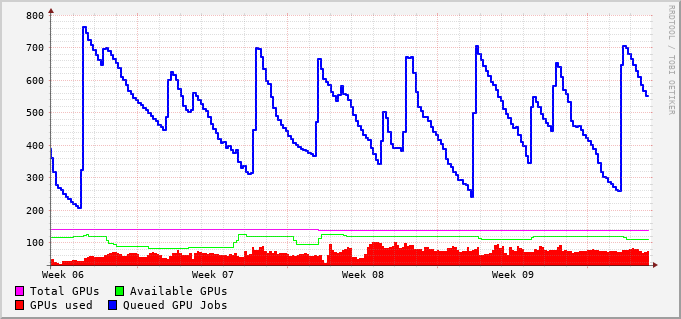 800
700
600
500
400
300
200
100
Week 06 Week 07 Week 08 Week 09
Total GPUs Available GPUs
GPUs used Queued GPU Jobs
RRDTOOL / TOBI OETIKER